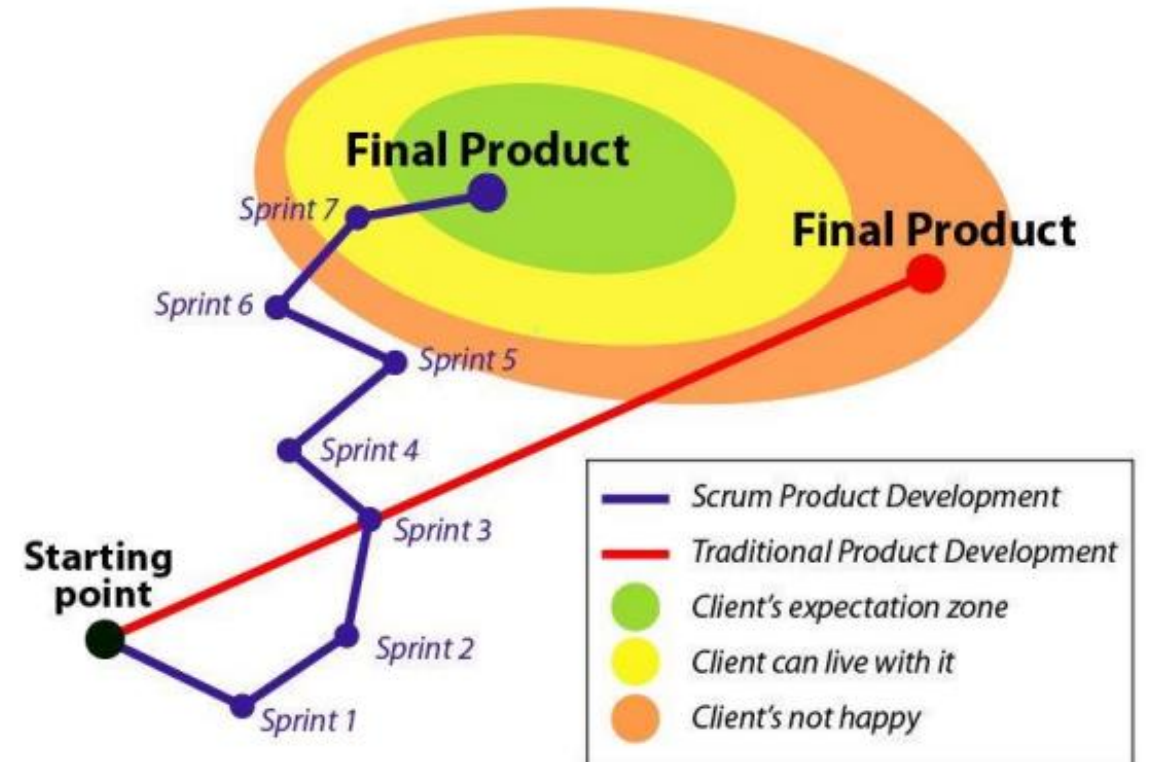 Final Product
Sprint 7
Final Product
Sprint 6
Sprint 5
Sprint 4
Sprint 3
Starting
point
Sprint 2
Sprint 1
Scrum Product Development
Traditional Product Development
Client's expectation zone
Client can live with it
Client's not happy